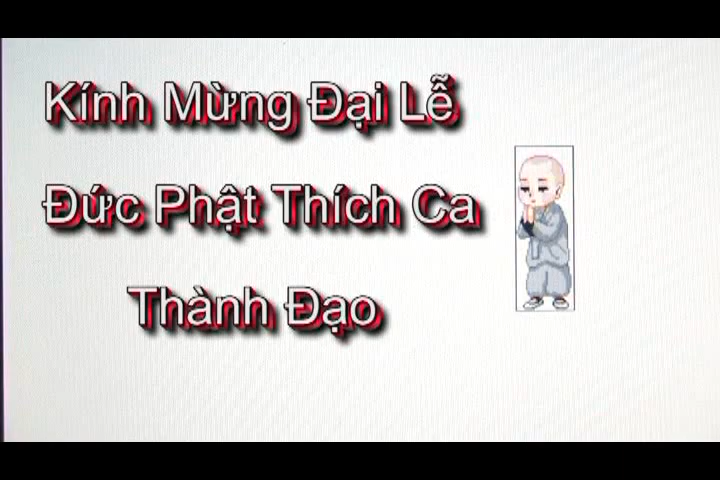 Kính Mừng Đại Lễ
Đức Phật Thích Ca
Thành Đạo